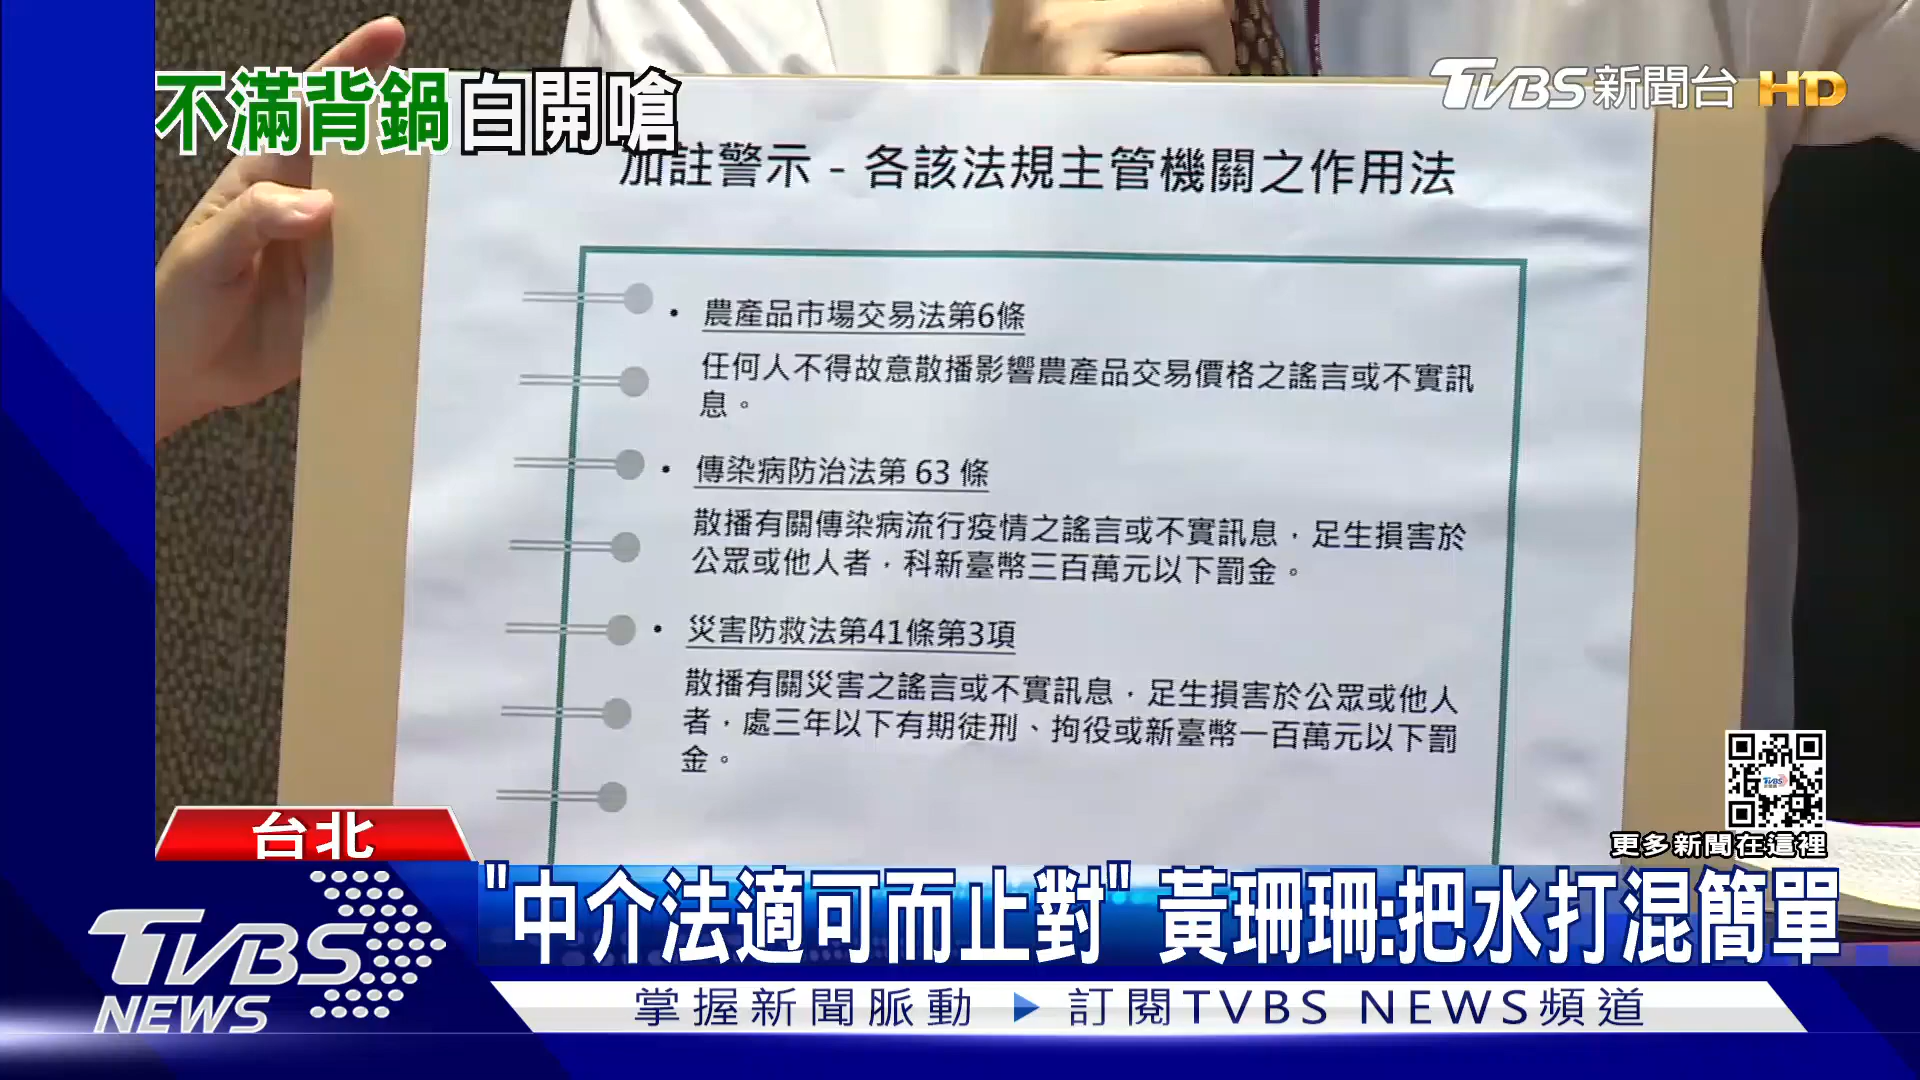 不滿背鍋白開嗆
TVBS新聞台 HD
加註警示-各該法規主管機關之作用法
• 農產品市場交易法第6條
任何人不得故意散播影響農產品交易價格之謠言或不實訊
息。
• 傳染病防治法第 63 條
散播有關傳染病流行疫情之謠言或不實訊息，足生損害於
公眾或他人者，科新臺幣三百萬元以下罰金。
• 災害防救法第41條第3項
散播有關災害之謠言或不實訊息，足生損害於公眾或他人
者，處三年以下有期徒刑、拘役或新臺幣一百萬元以下罰
金。
TVBS
更多新聞在這裡
台北
"中介法適可而止對" 黃珊珊:把水打混簡單
TVBS
NEWS
掌握新聞脈動 ▶ 訂閱TVBS NEWS頻道